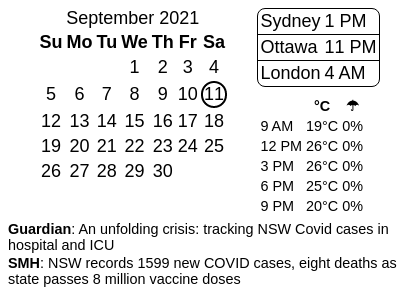 September 2021
Su Mo Tu We Th Fr Sa
1 2 3 4
5 6 7 8 9 10 11
12 13 14 15 16 17 18
19 20 21 22 23 24 25
26 27 28 29 30
Sydney 1 PM
Ottawa 11 PM
London 4 AM
°C ☂
9 AM 19°C 0%
12 PM 26°C 0%
3 PM 26°C 0%
6 PM 25°C 0%
9 PM 20°C 0%
Guardian: An unfolding crisis: tracking NSW Covid cases in
hospital and ICU
SMH: NSW records 1599 new COVID cases, eight deaths as
state passes 8 million vaccine doses